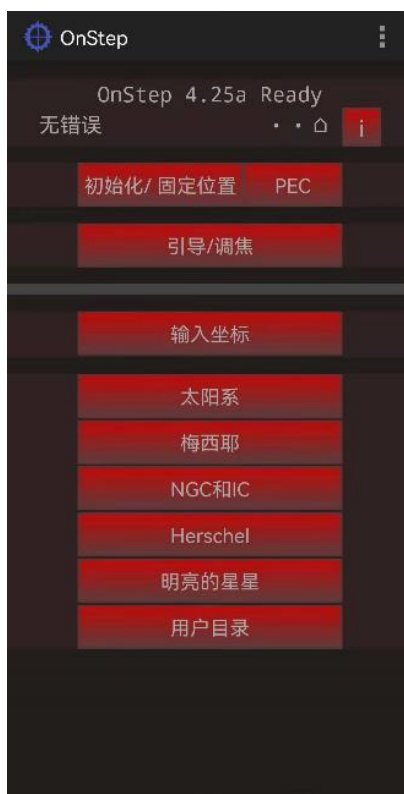 OnStep
OnStep 4.25a Ready
无错误 i
初始化/ 固定位置 PEC
引导/调焦
输入坐标
太阳系
梅西耶
NGC和IC
Herschel
明亮的星星
用户目录